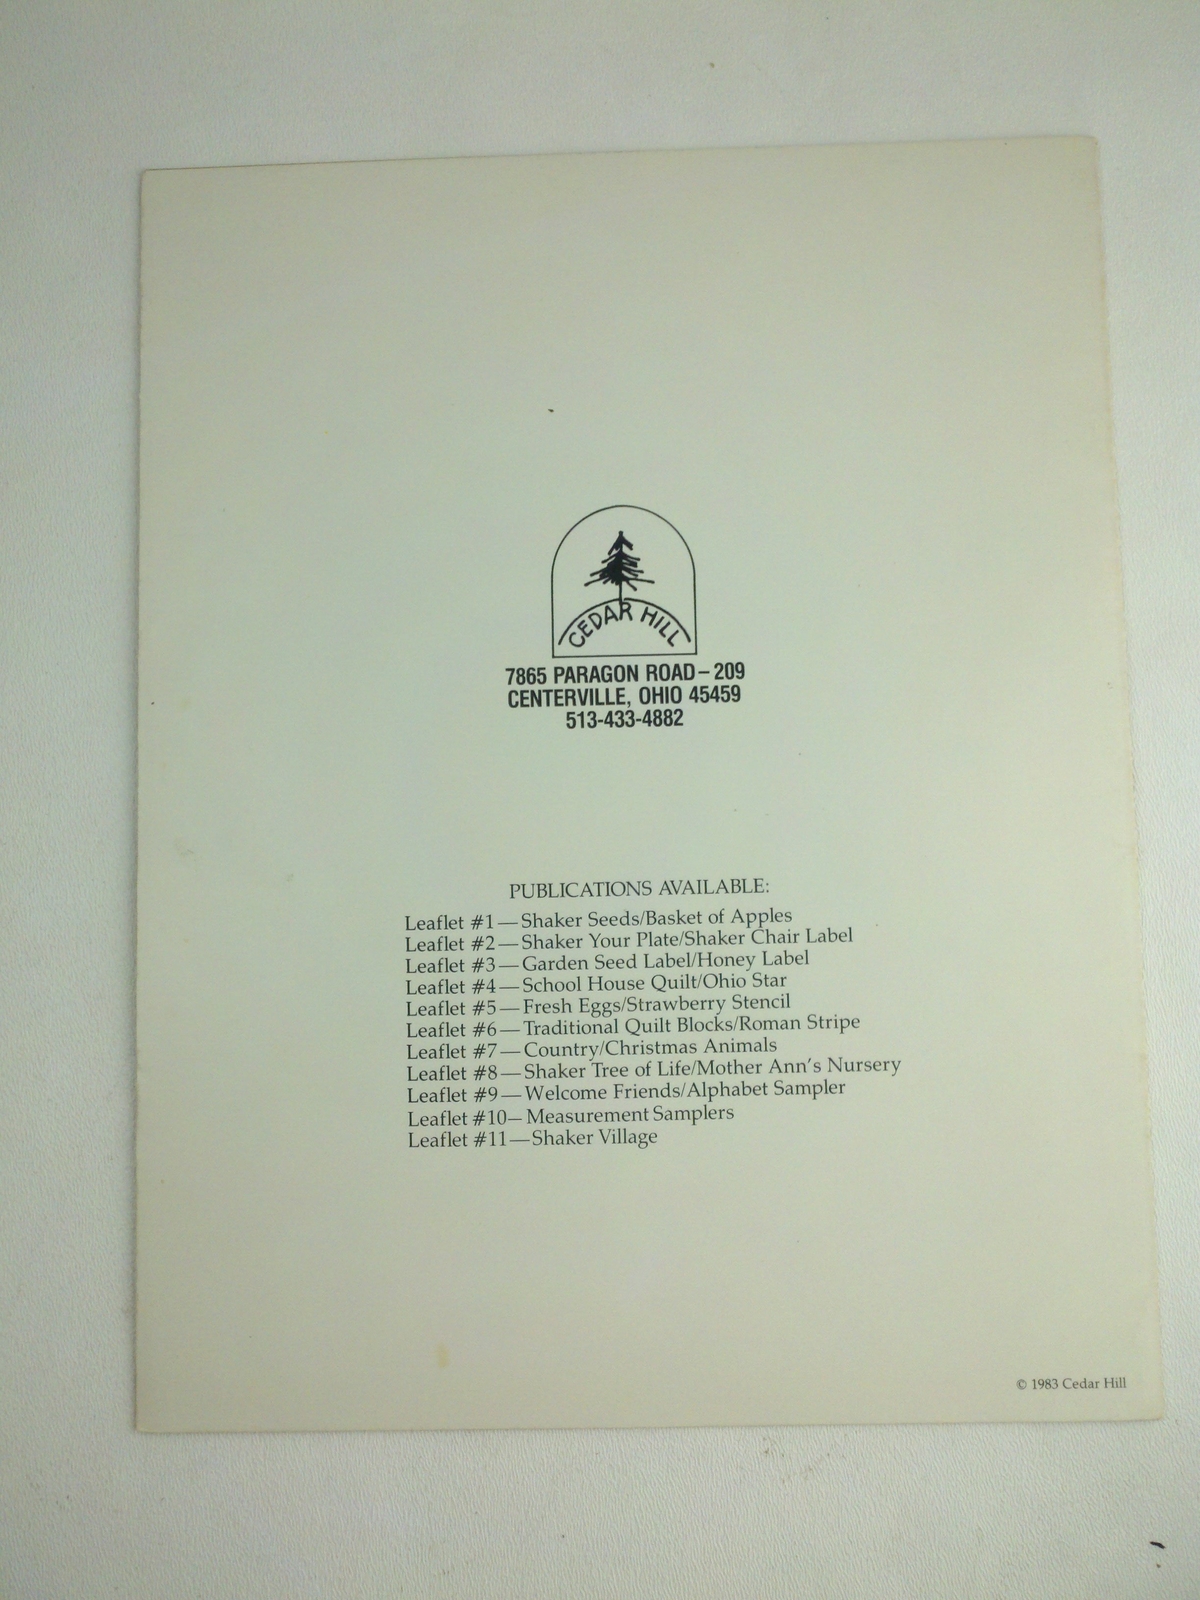 CEDAR HILL
7865 PARAGON ROAD–209
CENTERVILLE, OHIO 45459
513-433-4882
PUBLICATIONS AVAILABLE:
Leaflet #1—Shaker Seeds/Basket of Apples
Leaflet #2—Shaker Your Plate/Shaker Chair Label
Leaflet #3—Garden Seed Label/Honey Label
Leaflet #4—School House Quilt/Ohio Star
Leaflet #5—Fresh Eggs/Strawberry Stencil
Leaflet #6—Traditional Quilt Blocks/Roman Stripe
Leaflet #7—Country/Christmas Animals
Leaflet #8—Shaker Tree of Life/Mother Ann's Nursery
Leaflet #9—Welcome Friends/Alphabet Sampler
Leaflet #10–Measurement Samplers
Leaflet #11—Shaker Village
© 1983 Cedar Hill